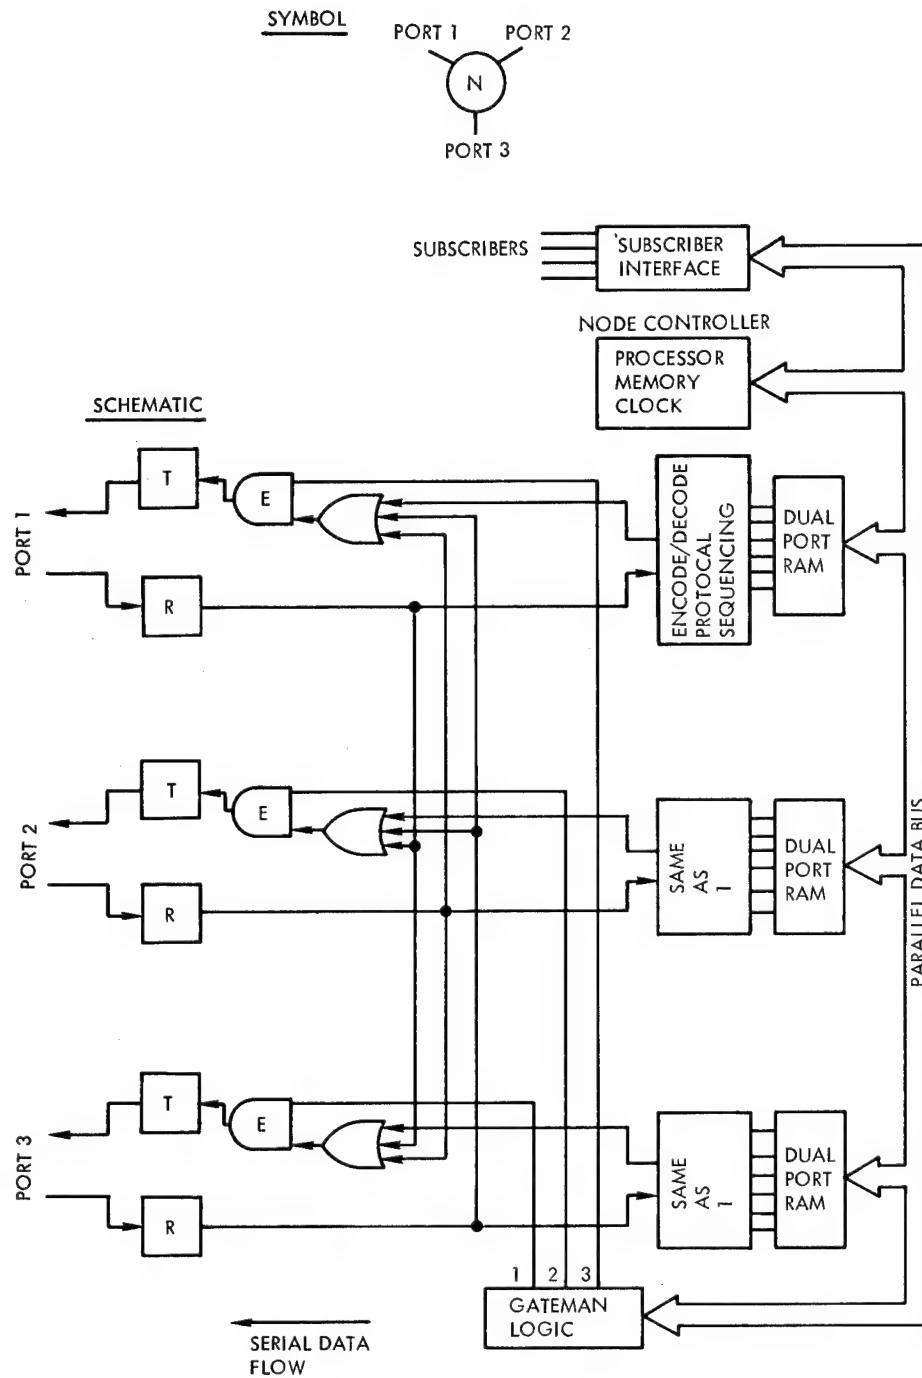 SYMBOL
PORT 1
PORT 2
N
PORT 3
SUBSCRIBERS
SUBSCRIBER
INTERFACE
NODE CONTROLLER
PROCESSOR
MEMORY
CLOCK
SCHEMATIC
T
E
PORT 1
R
ENCODE/DECODE
PROTOCAL
SEQUENCING
DUAL
PORT
RAM
T
E
PORT 2
R
SAME
AS
1
DUAL
PORT
RAM
PARALLEL DATA BUS
T
E
PORT 3
R
SAME
AS
1
DUAL
PORT
RAM
1 2 3
GATEMAN
LOGIC
SERIAL DATA
FLOW